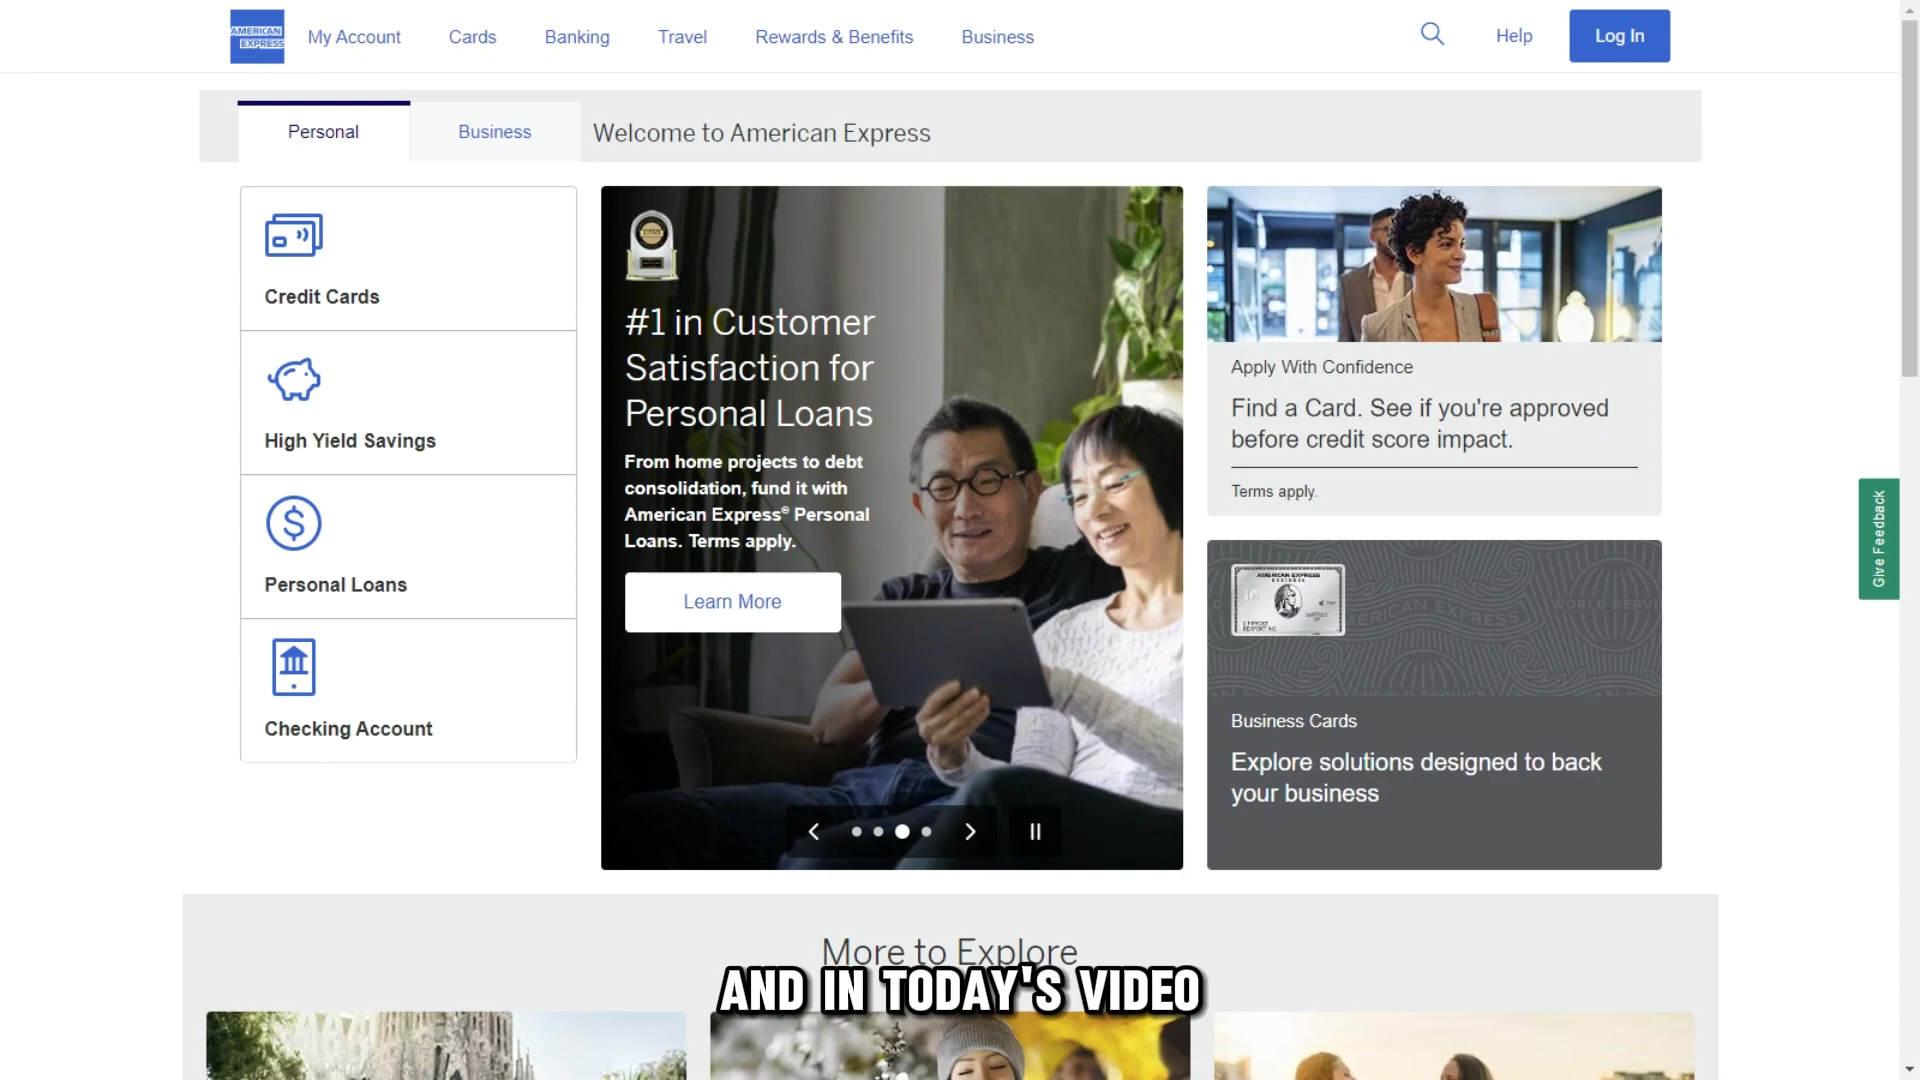 AMERICAN
EXPRESS
My Account
Cards
Banking
Travel
Rewards & Benefits
Business
Help
Log In
Personal
Business
Welcome to American Express
Credit Cards
High Yield Savings
Personal Loans
Checking Account
#1 in Customer
Satisfaction for
Personal Loans
From home projects to debt
consolidation, fund it with
American Express® Personal
Loans. Terms apply.
Learn More
Apply With Confidence
Find a Card. See if you're approved
before credit score impact.
Terms apply.
AMERICAN EXPRESS
BUSINESS
Business Cards
Explore solutions designed to back
your business
Give Feedback
More to Explore
AND IN TODAY'S VIDEO